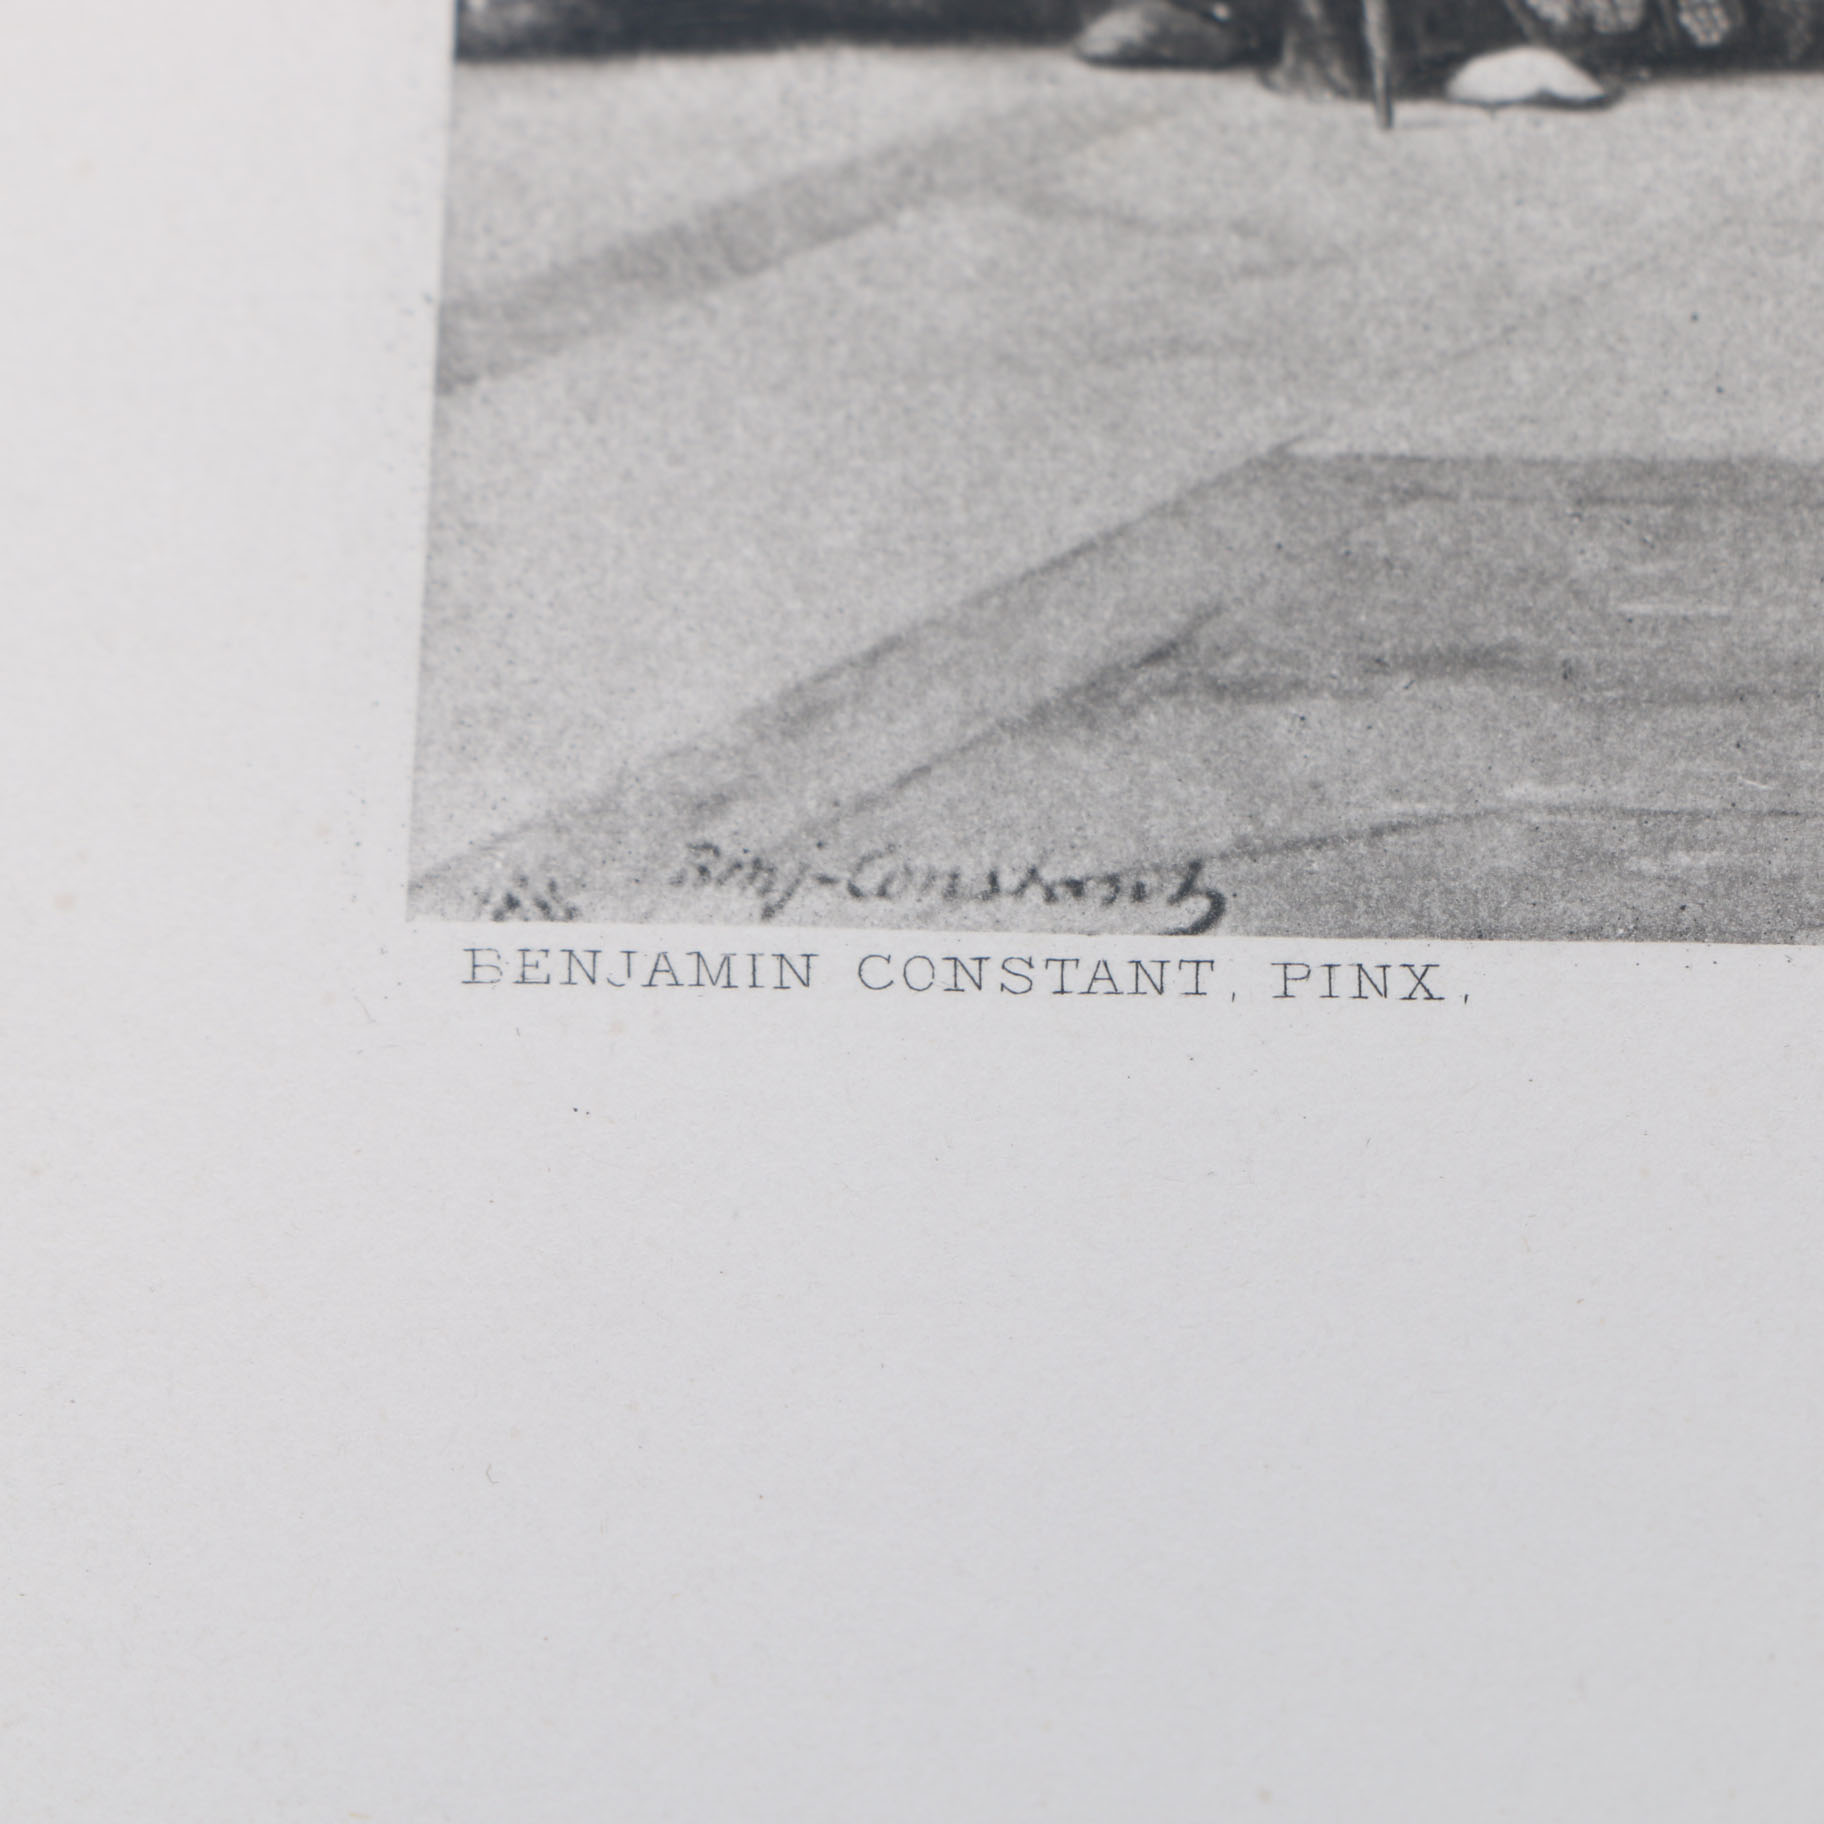 Benj-Constant
BENJAMIN CONSTANT, PINX,